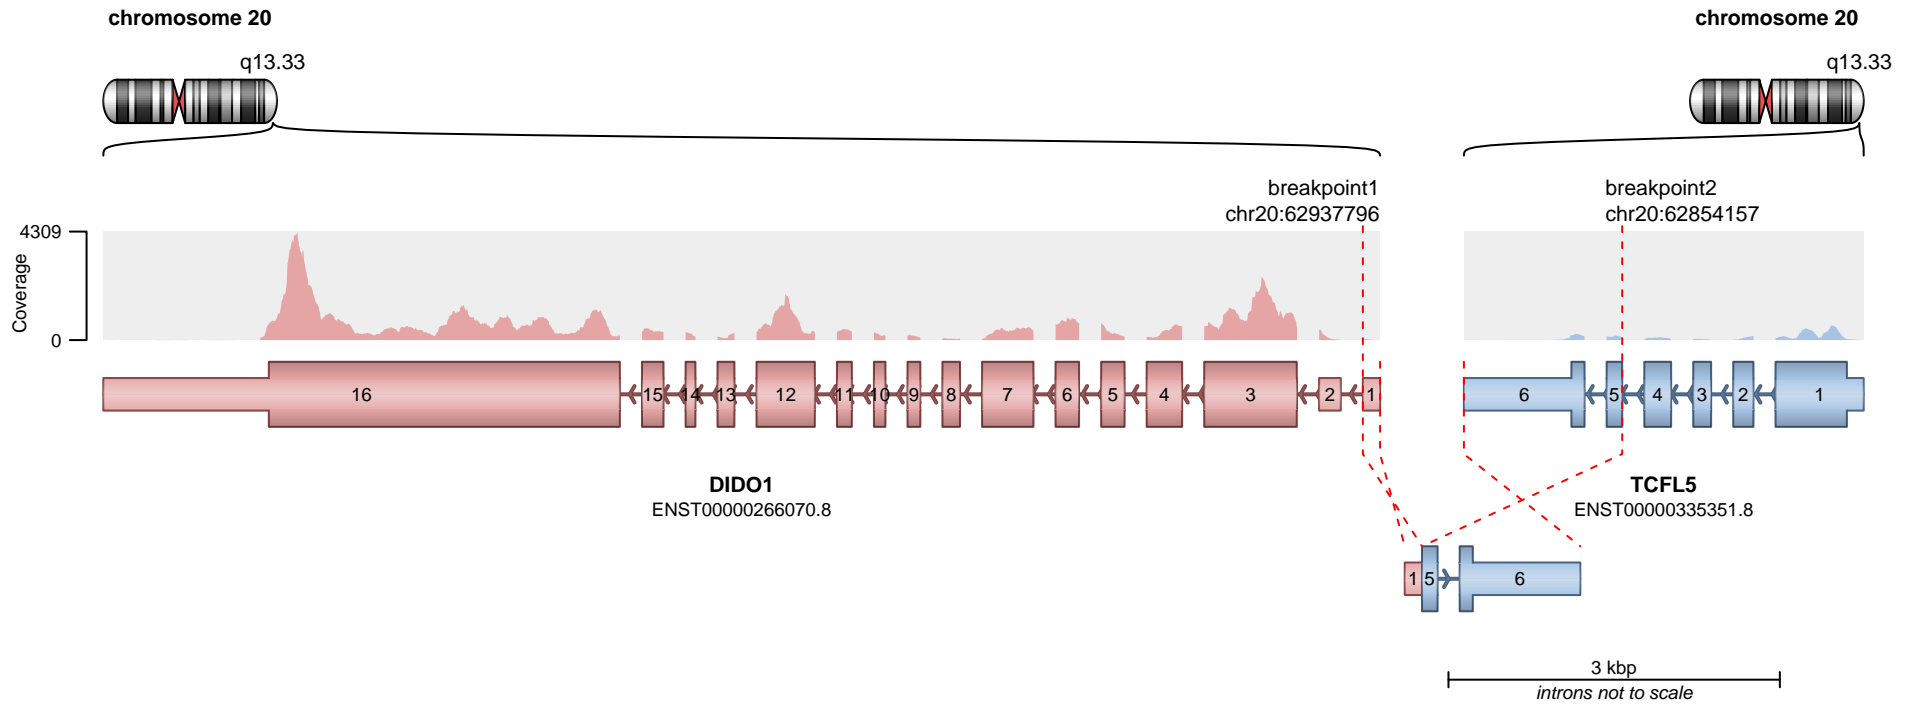 chromosome 20
chromosome 20
q13.33
q13.33
breakpoint1
chr20:62937796
breakpoint2
chr20:62854157
4309
Coverage
0
16 15 14 13 12 11 10 9 8 7 6 5 4 3 2 1
6 5 4 3 2 1
DIDO1
ENST00000266070.8
TCFL5
ENST00000335351.8
1 5 6
3 kbp
introns not to scale